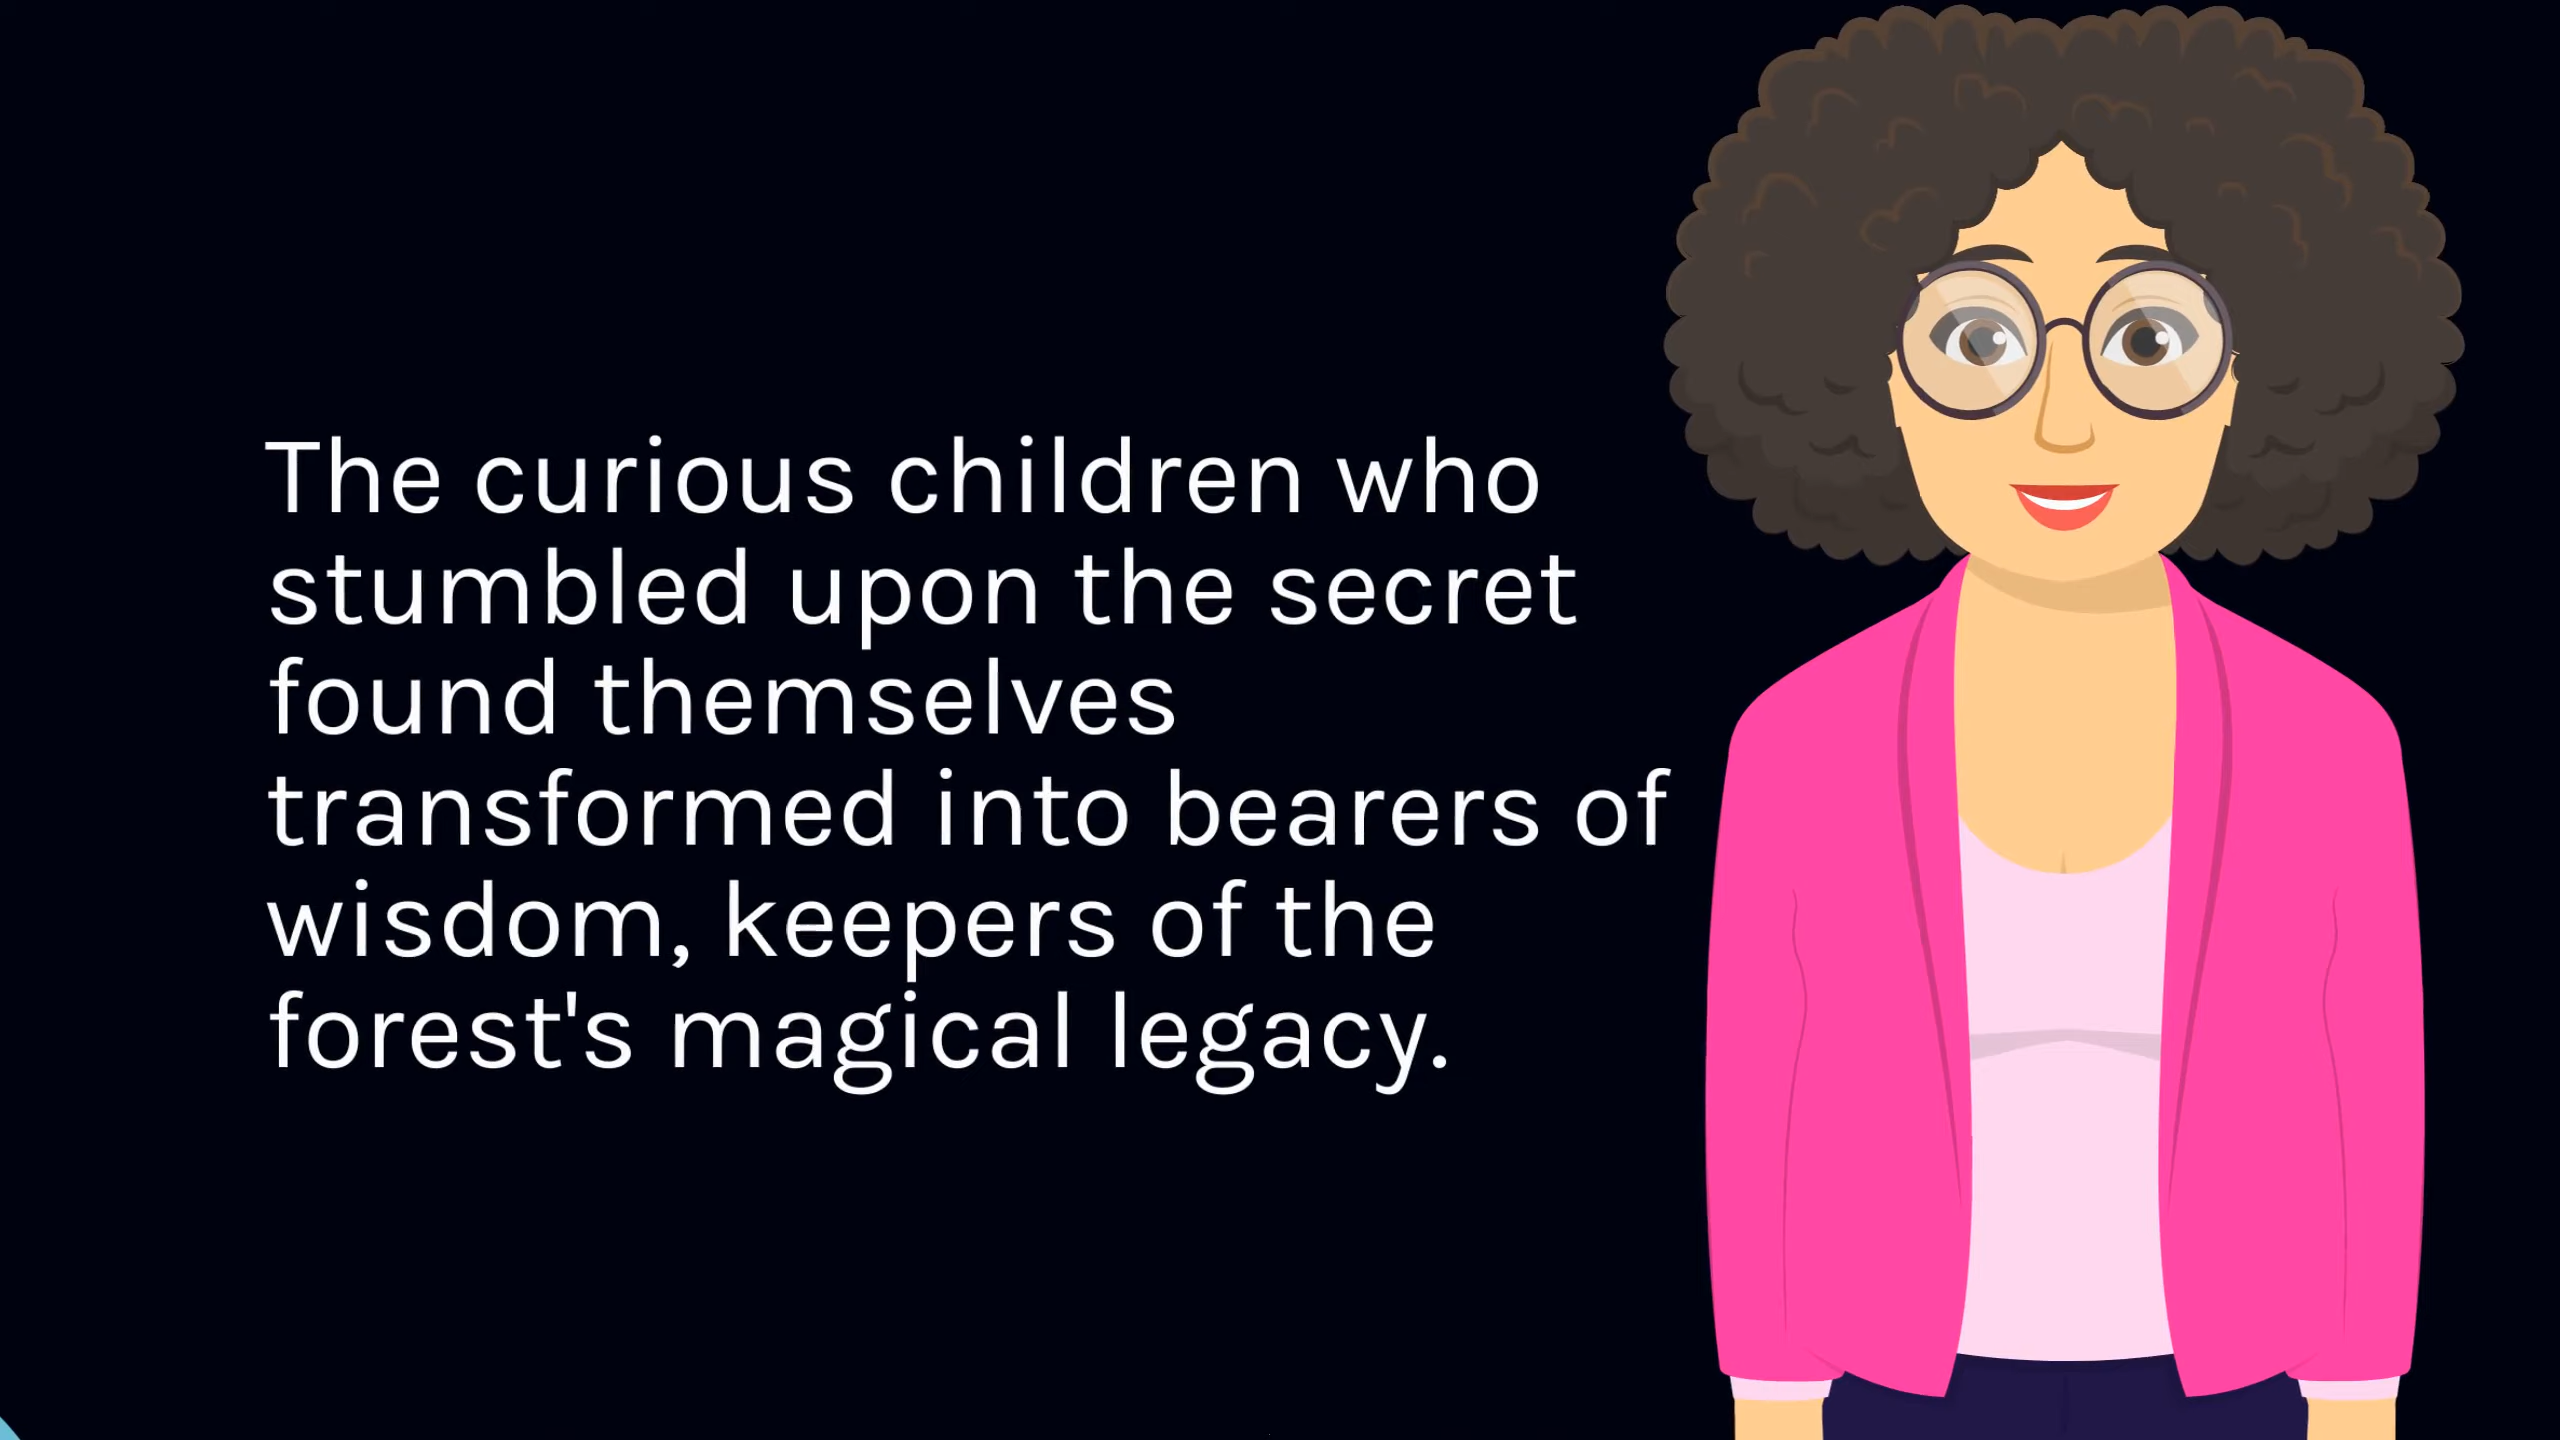 The curious children who
stumbled upon the secret
found themselves
transformed into bearers of
wisdom, keepers of the
forest's magical legacy.